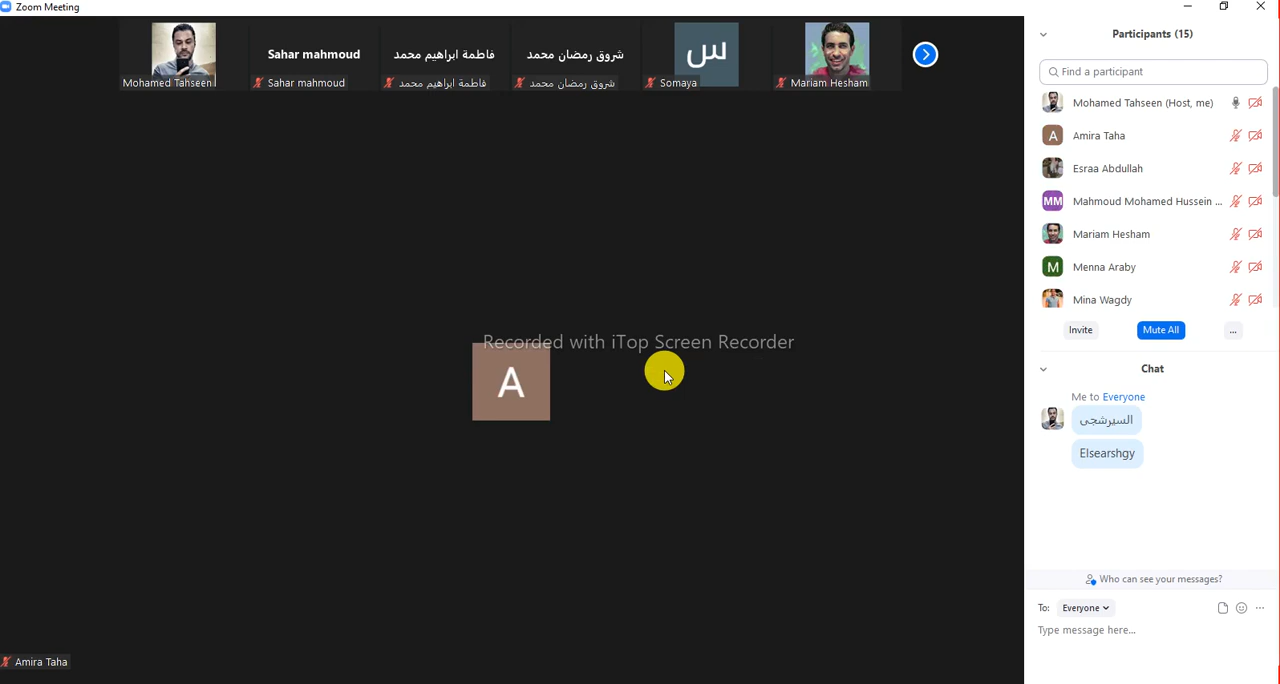 Zoom Meeting
Mohamed Tahseen
Sahar mahmoud
Sahar mahmoud
فاطمة ابراهيم محمد
فاطمة ابراهيم محمد
شروق رمضان محمد
شروق رمضان محمد
س
Somaya
Mariam Hesham
Recorded with iTop Screen Recorder
A
Amira Taha
Participants (15)
Find a participant
Mohamed Tahseen (Host, me)
A Amira Taha
Esraa Abdullah
MM Mahmoud Mohamed Hussein ...
Mariam Hesham
M Menna Araby
Mina Wagdy
Invite
Mute All
...
Chat
Me to Everyone
السيرشجى
Elsearshgy
Who can see your messages?
To: Everyone
Type message here...